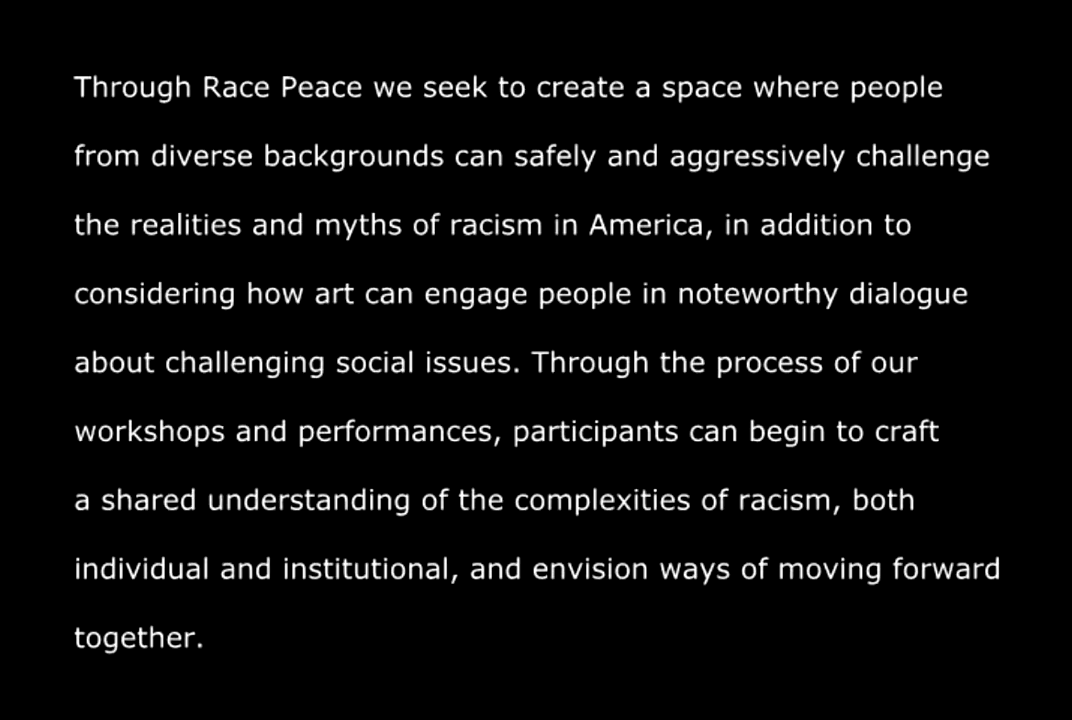 Through Race Peace we seek to create a space where people
from diverse backgrounds can safely and aggressively challenge
the realities and myths of racism in America, in addition to
considering how art can engage people in noteworthy dialogue
about challenging social issues. Through the process of our
workshops and performances, participants can begin to craft
a shared understanding of the complexities of racism, both
individual and institutional, and envision ways of moving forward
together.